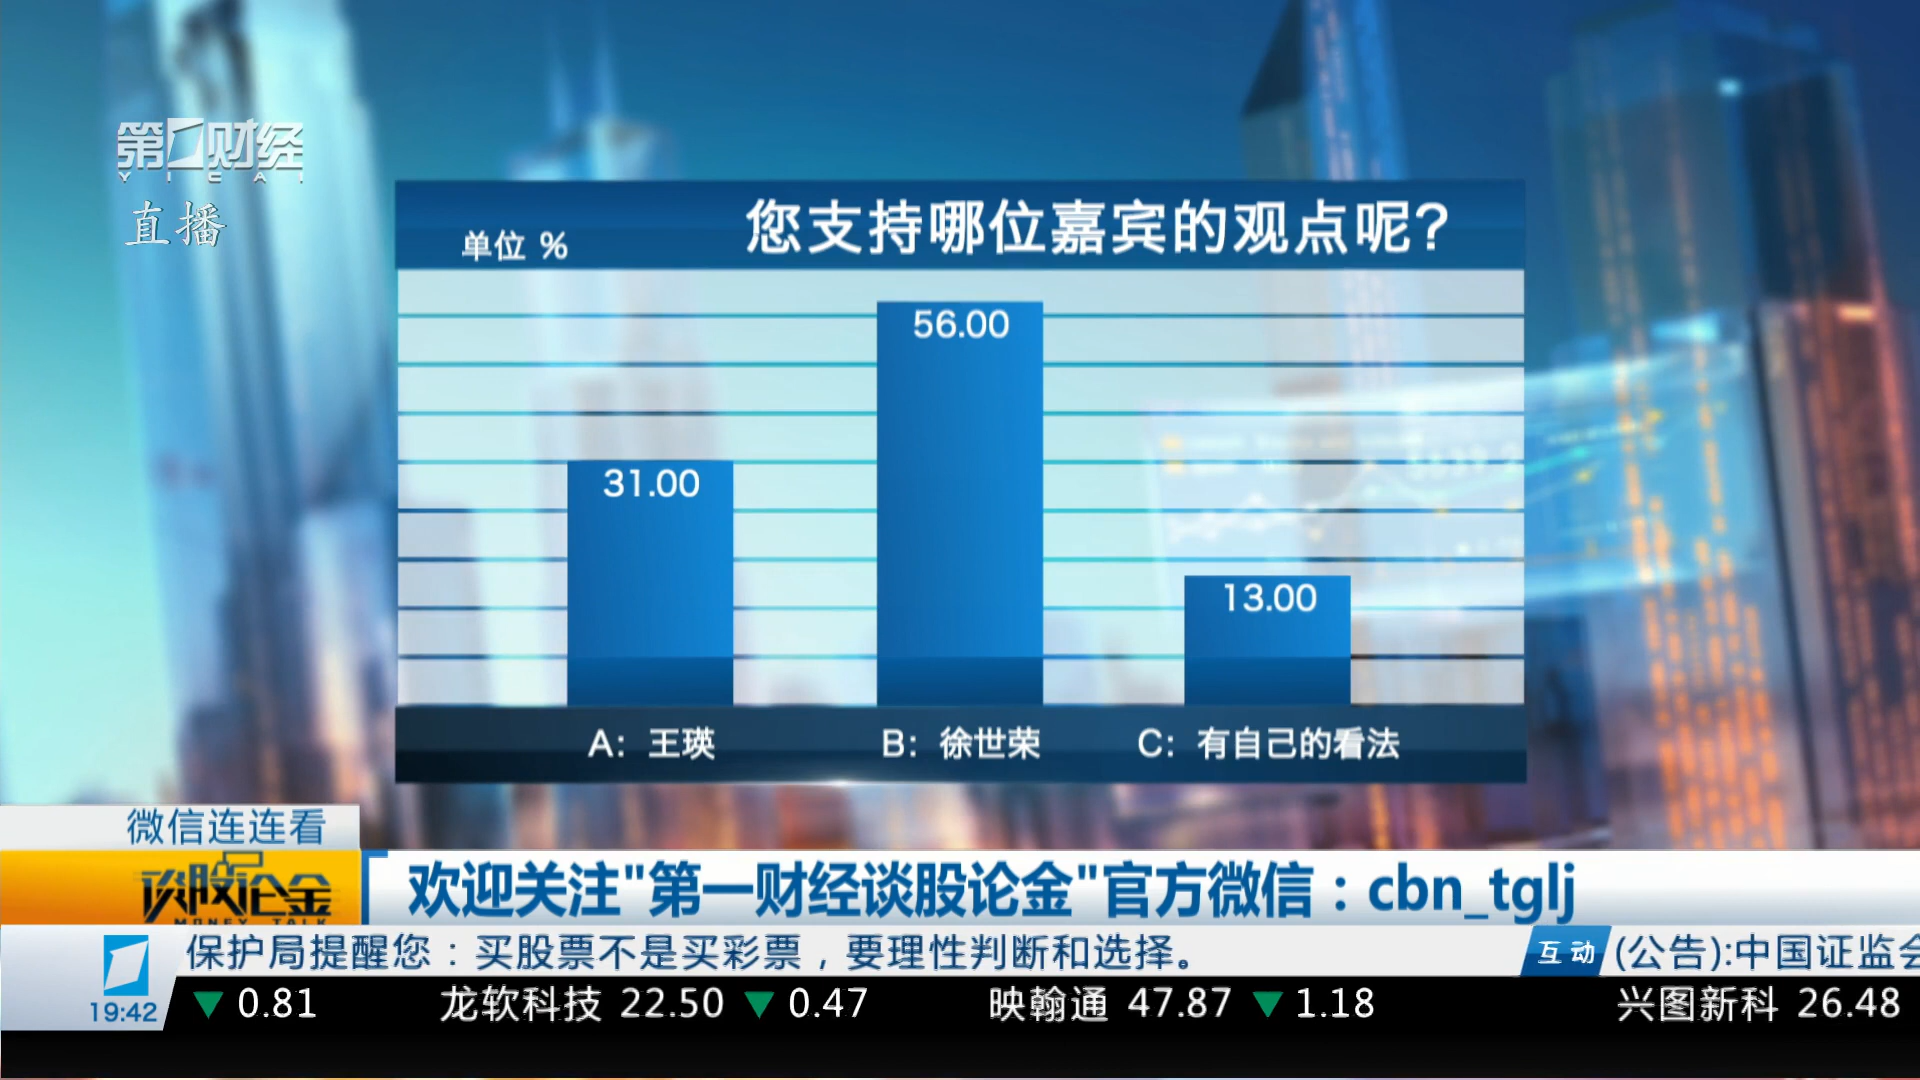 第一财经
YICAI
直播
单位 %
您支持哪位嘉宾的观点呢?
56.00
31.00
13.00
A: 王瑛
B: 徐世荣
C: 有自己的看法
微信连连看
谈股论金
MONEY TALK
欢迎关注"第一财经谈股论金"官方微信：cbn_tglj
保护局提醒您：买股票不是买彩票，要理性判断和选择。
互动
(公告):中国证监会
19:42
▼ 0.81 龙软科技 22.50 ▼ 0.47 映翰通 47.87 ▼ 1.18 兴图新科 26.48